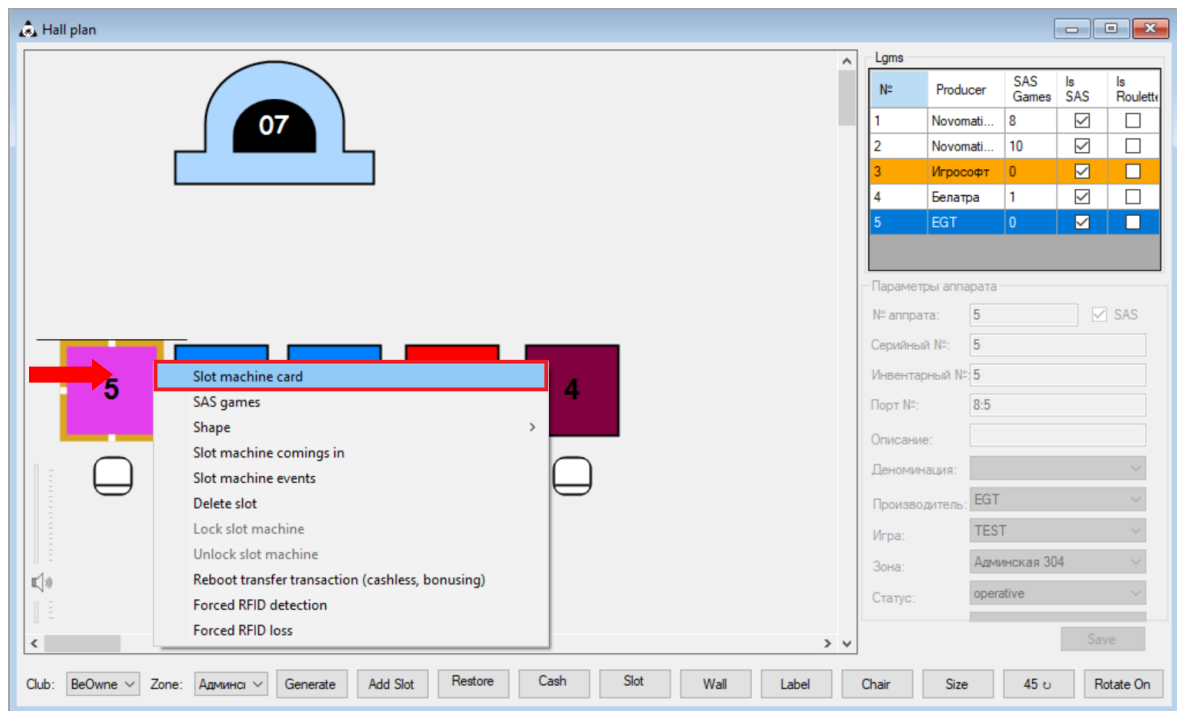 Hall plan
07
5
4
Slot machine card
SAS games
Shape
Slot machine comings in
Slot machine events
Delete slot
Lock slot machine
Unlock slot machine
Reboot transfer transaction (cashless, bonusing)
Forced RFID detection
Forced RFID loss
Lgms
№ Producer SAS Games Is SAS Is Roulette
1 Novomati... 8
2 Novomati... 10
3 Игрософт 0
4 Белатра 1
5 EGT 0
Параметры аппарата
№ аппрата: 5 SAS
Серийный №: 5
Инвентарный №: 5
Порт №: 8:5
Описание:
Деноминация:
Производитель: EGT
Игра: TEST
Зона: Админская 304
Статус: operative
Save
Club: BeOwne Zone: Админсі Generate Add Slot Restore Cash Slot Wall Label Chair Size 45 ↻ Rotate On